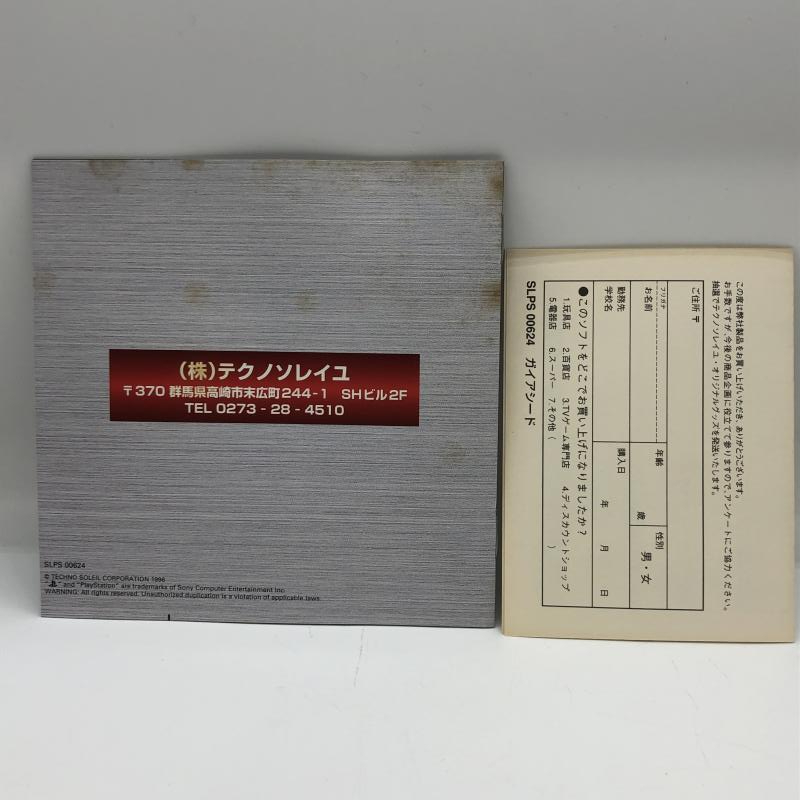 (株)テクノソレイユ
〒370 群馬県高崎市末広町244-1 SHビル2F
TEL 0273-28-4510
SLPS 00624
© TECHNO SOLEIL CORPORATION 1996
" " and "PlayStation" are trademarks of Sony Computer Entertainment Inc.
WARNING: All rights reserved. Unauthorized duplication is a violation of applicable laws.
この度は弊社製品をお買い上げいただき、ありがとうございます。
お手数ですが、今後の商品企画に役立てて参りますので、アンケートにご協力ください。
抽選でテクノソレイユ・オリジナルグッズを発送いたします。
ご住所 〒
フリガナ
お名前
年齢
歳
性別
男・女
勤務先
学校名
購入日
年 月 日
●このソフトをどこでお買い上げになりましたか?
1.玩具店 2.百貨店 3.TVゲーム専門店 4.ディスカウントショップ
5.電器店 6.スーパー 7.その他( )
SLPS 00624 ガイアシード